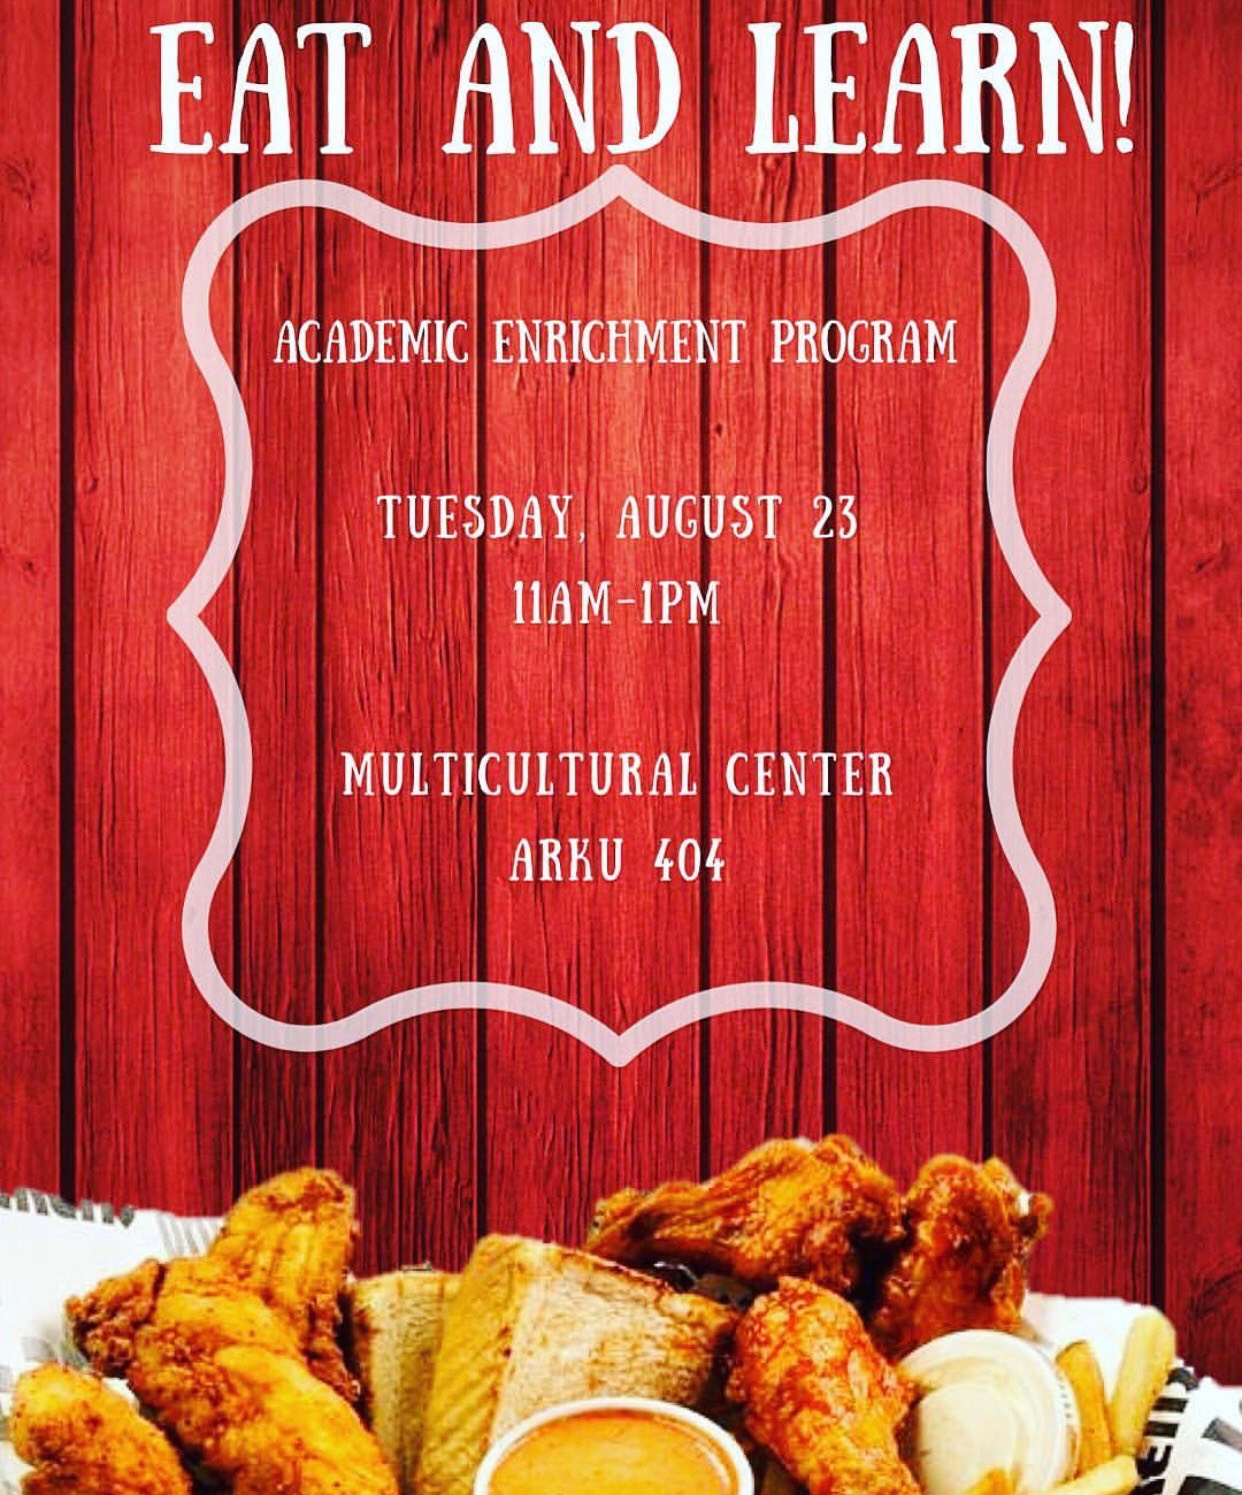 EAT AND LEARN!
ACADEMIC ENRICHMENT PROGRAM
TUESDAY, AUGUST 23
11AM-1PM
MULTICULTURAL CENTER
ARKU 404